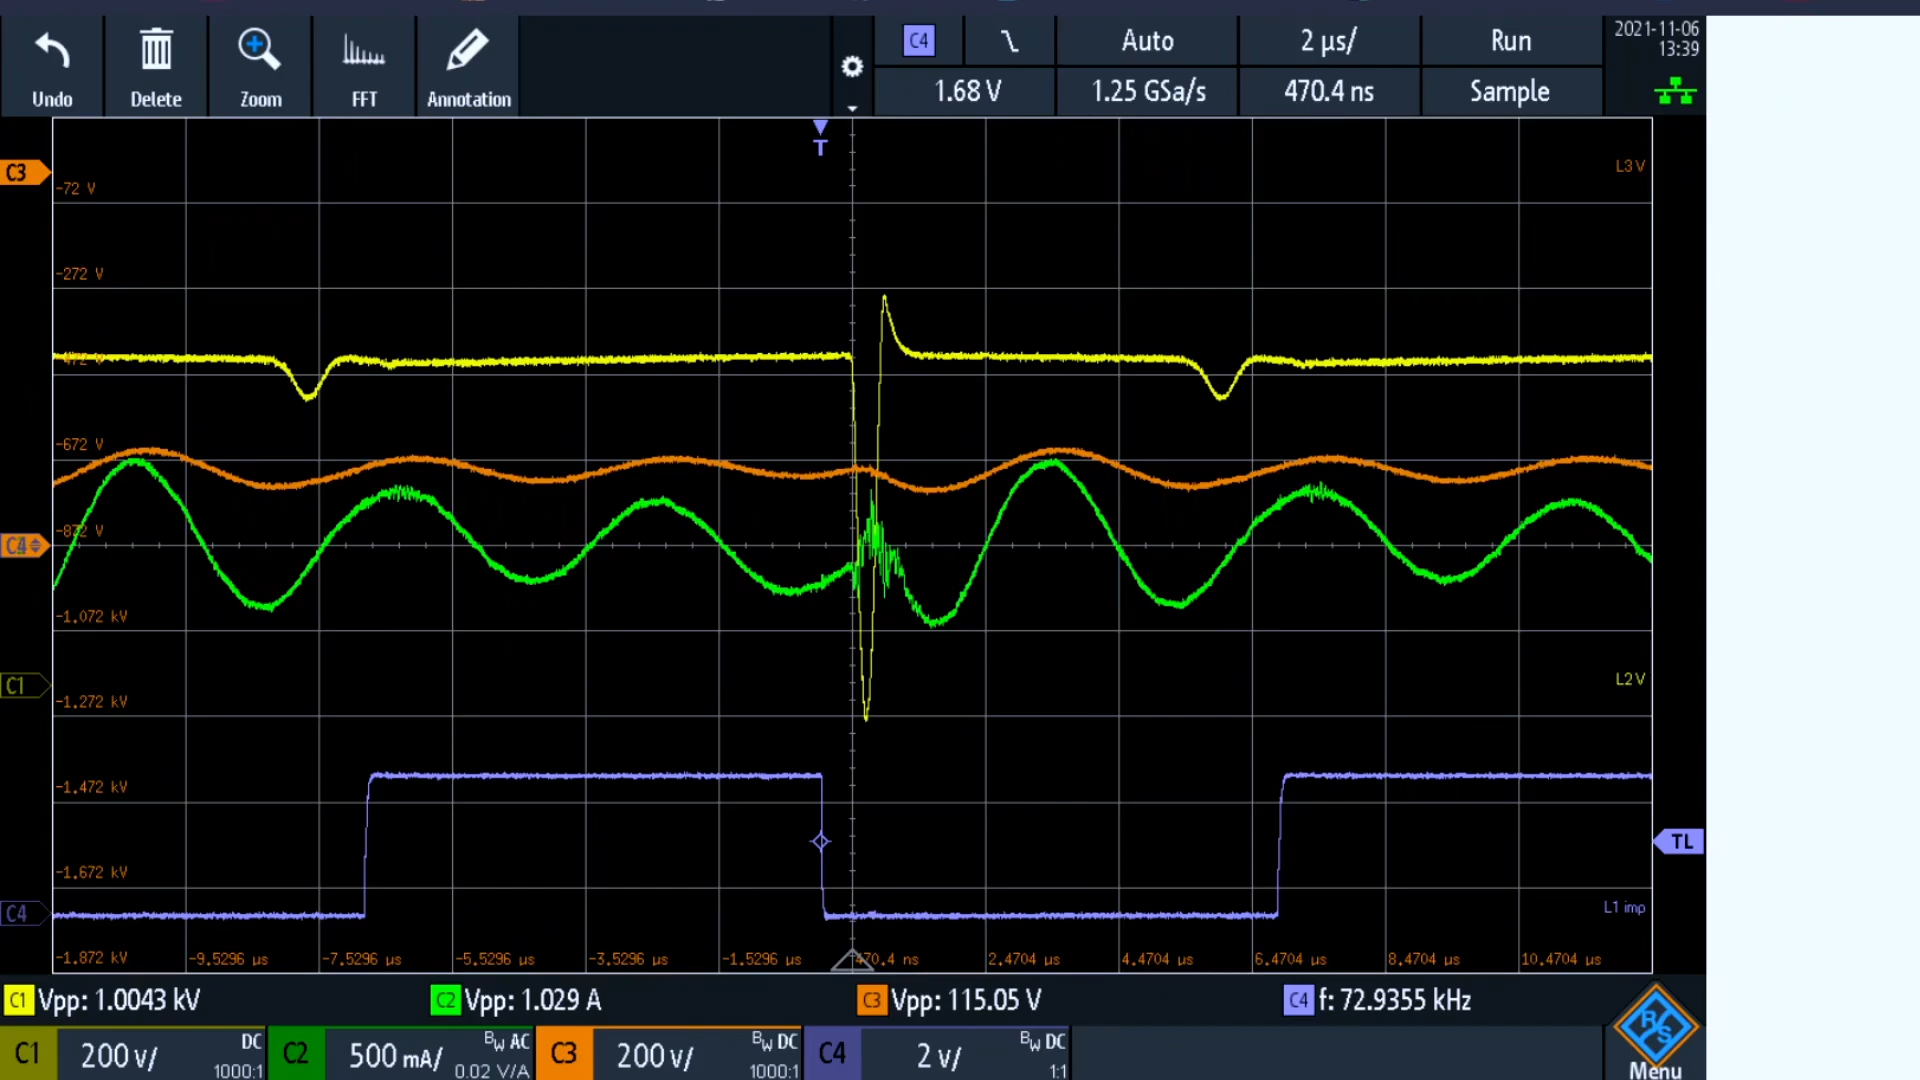 Undo
Delete
Zoom
FFT
Annotation
C4
Auto
2 µs/
Run
2021-11-06
13:39
1.68 V
1.25 GSa/s
470.4 ns
Sample
T
C3
L3 V
-72 V
-272 V
-472 V
-672 V
C4
-872 V
-1.072 kV
C1
L2 V
-1.272 kV
-1.472 kV
TL
-1.672 kV
C4
L1 imp
-1.872 kV
-9.5296 µs
-7.5296 µs
-5.5296 µs
-3.5296 µs
-1.5296 µs
470.4 ns
2.4704 µs
4.4704 µs
6.4704 µs
8.4704 µs
10.4704 µs
C1 Vpp: 1.0043 kV
C2 Vpp: 1.029 A
C3 Vpp: 115.05 V
C4 f: 72.9355 kHz
R&S
C1
200 v/
DC
1000:1
C2
500 mA/
BW AC
0.02 V/A
C3
200 v/
BW DC
1000:1
C4
2 v/
BW DC
1:1
Menu